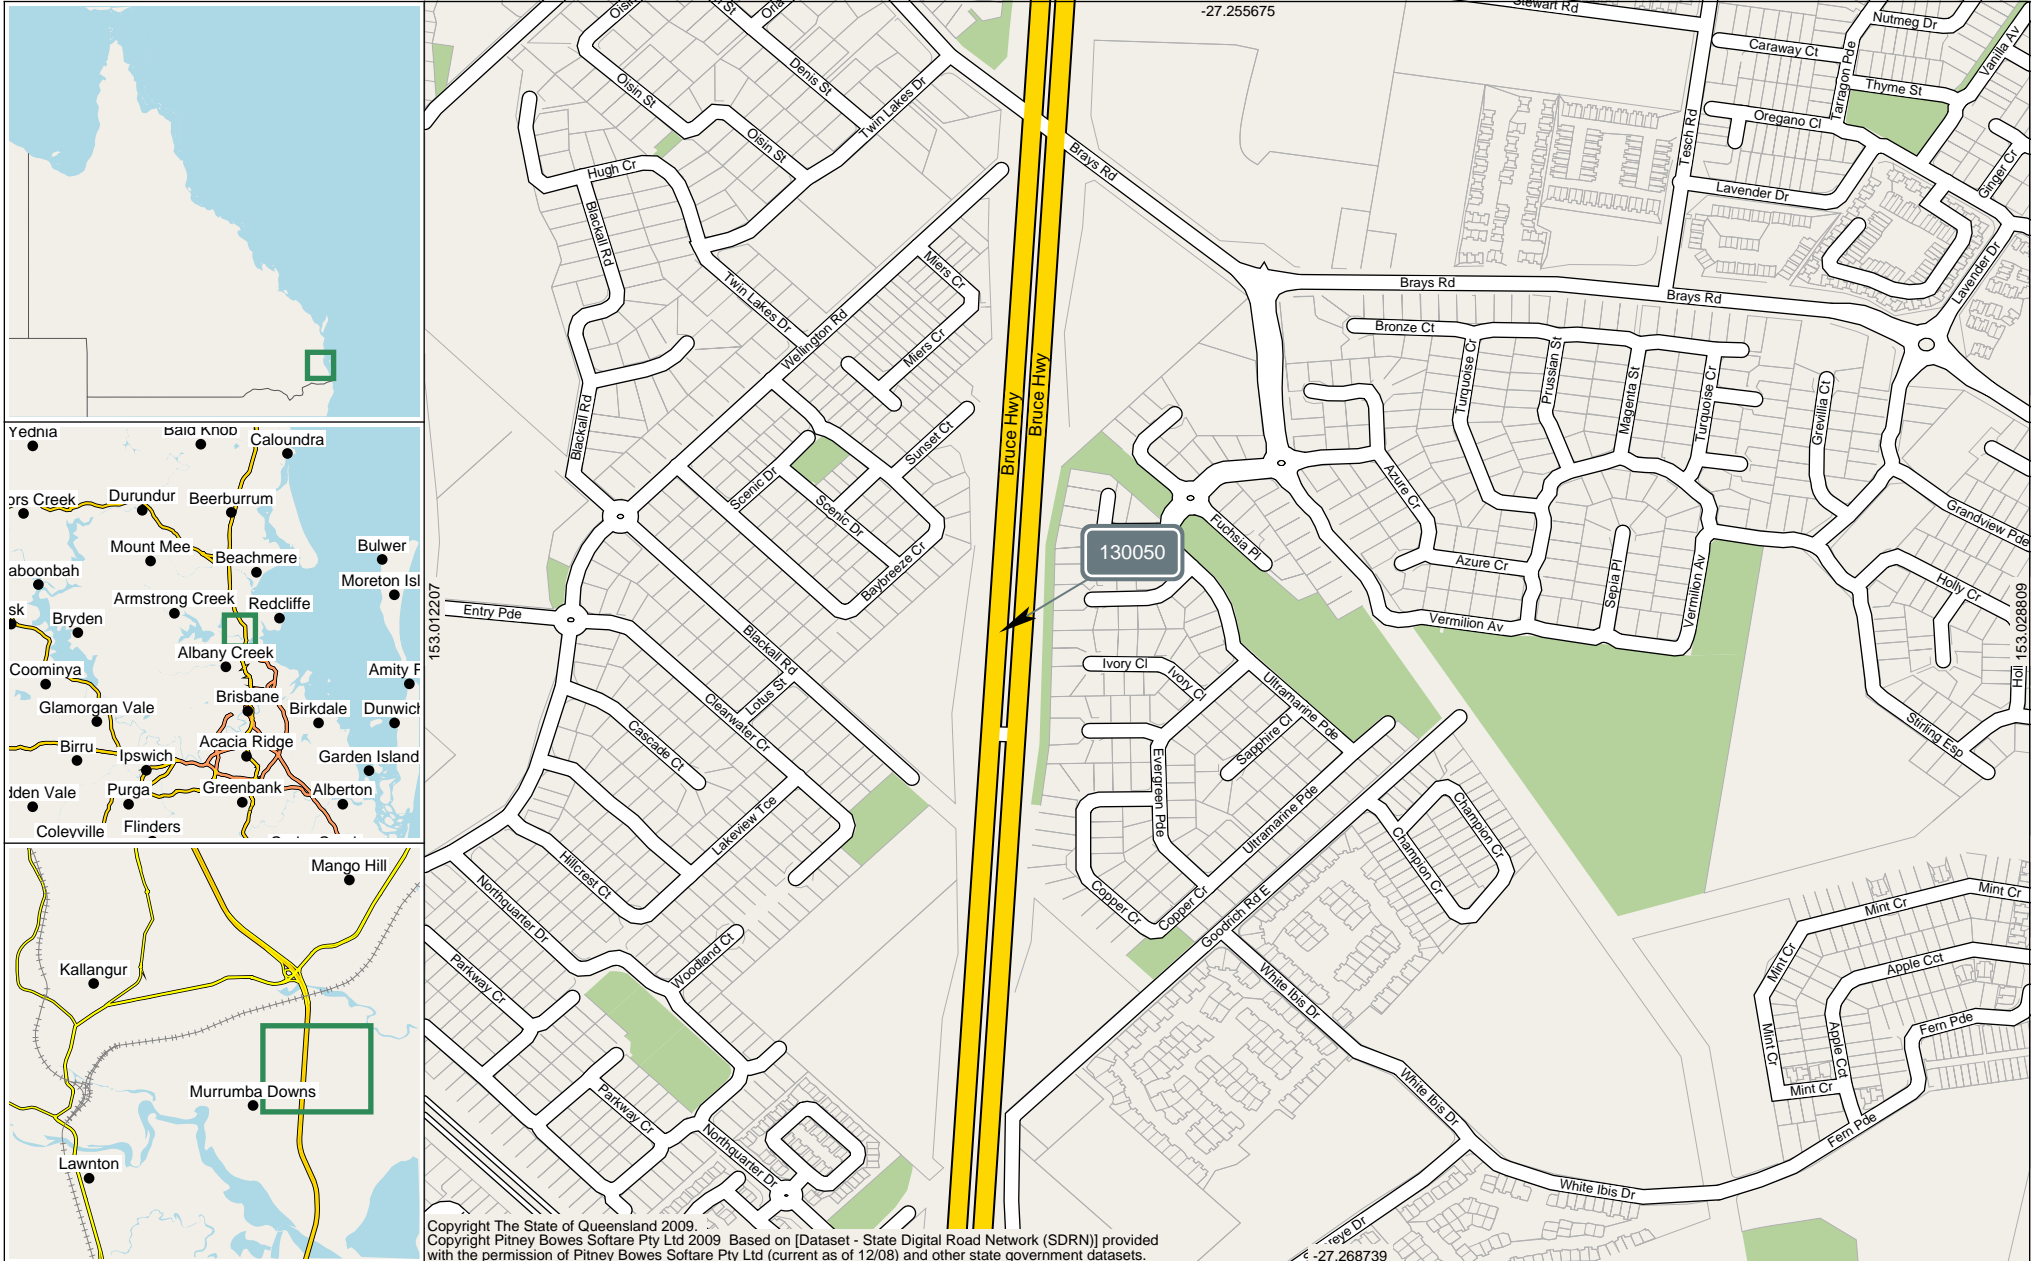 Yednia
Bald Knob
Caloundra
ors Creek
Durundur
Beerburrum
Mount Mee
Beachmere
Bulwer
aboonbah
Moreton Isl
Armstrong Creek
Redcliffe
sk
Bryden
Albany Creek
Coominya
Amity P
Brisbane
Glamorgan Vale
Birkdale
Dunwich
Birru
Acacia Ridge
Ipswich
Garden Island
dden Vale
Purga
Greenbank
Alberton
Coleyville
Flinders
Mango Hill
Kallangur
Murrumba Downs
Lawnton
-27.255675
153.012207
153.028809
-27.268739
130050
Bruce Hwy
Bruce Hwy
Oisin St
Oisin St
Denis St
Twin Lakes Dr
Hugh Cr
Blackall Rd
Twin Lakes Dr
Wellington Rd
Miers Cr
Miers Cr
Blackall Rd
Sunset Ct
Scenic Dr
Scenic Dr
Baybreeze Cr
Entry Pde
Blackall Rd
Lotus St
Clearwater Cr
Cascade Ct
Lakeview Tce
Hillcrest Ct
Northquarter Dr
Woodland Ct
Parkway Cr
Parkway Cr
Northquarter Dr
Brays Rd
Brays Rd
Brays Rd
Stewart Rd
Nutmeg Dr
Caraway Ct
Tarragon Pde
Vanilla Av
Thyme St
Oregano Cl
Tesch Rd
Lavender Dr
Ginger Cr
Lavender Dr
Bronze Ct
Turquoise Cr
Prussian St
Magenta St
Turquoise Cr
Grevillia Ct
Azure Cr
Azure Cr
Fuchsia Pl
Sepia Pl
Vermilion Av
Vermilion Av
Grandview Pde
Holly Cr
Holl
Stirling Esp
Ivory Cl
Ivory Cl
Ultramarine Pde
Sapphire Cl
Evergreen Pde
Ultramarine Pde
Copper Cr
Copper Cr
Goodrich Rd E
Champion Cr
Champion Cr
White Ibis Dr
White Ibis Dr
White Ibis Dr
Mint Cr
Mint Cr
Mint Cr
Mint Cr
Mint Cr
Apple Cct
Apple Cct
Fern Pde
Fern Pde
reye Dr
Copyright The State of Queensland 2009.
Copyright Pitney Bowes Softare Pty Ltd 2009 Based on [Dataset - State Digital Road Network (SDRN)] provided
with the permission of Pitney Bowes Softare Pty Ltd (current as of 12/08) and other state government datasets.